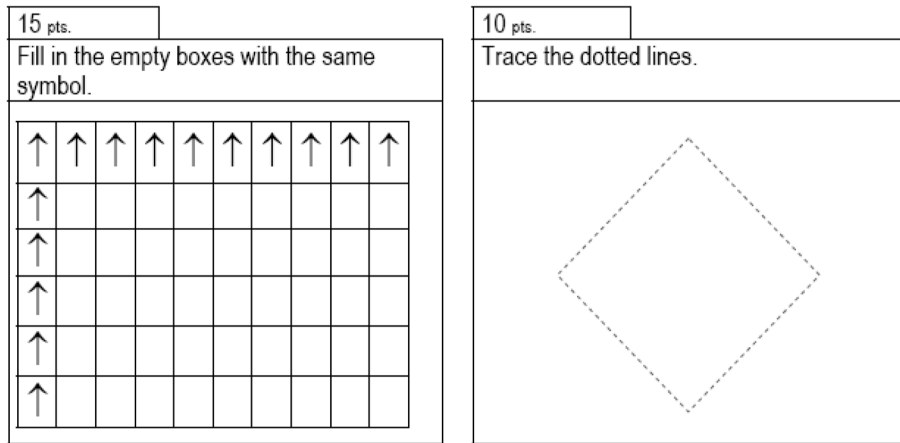 15 pts.
Fill in the empty boxes with the same
symbol.
↑ ↑ ↑ ↑ ↑ ↑ ↑ ↑ ↑ ↑
↑
↑
↑
↑
↑
10 pts.
Trace the dotted lines.